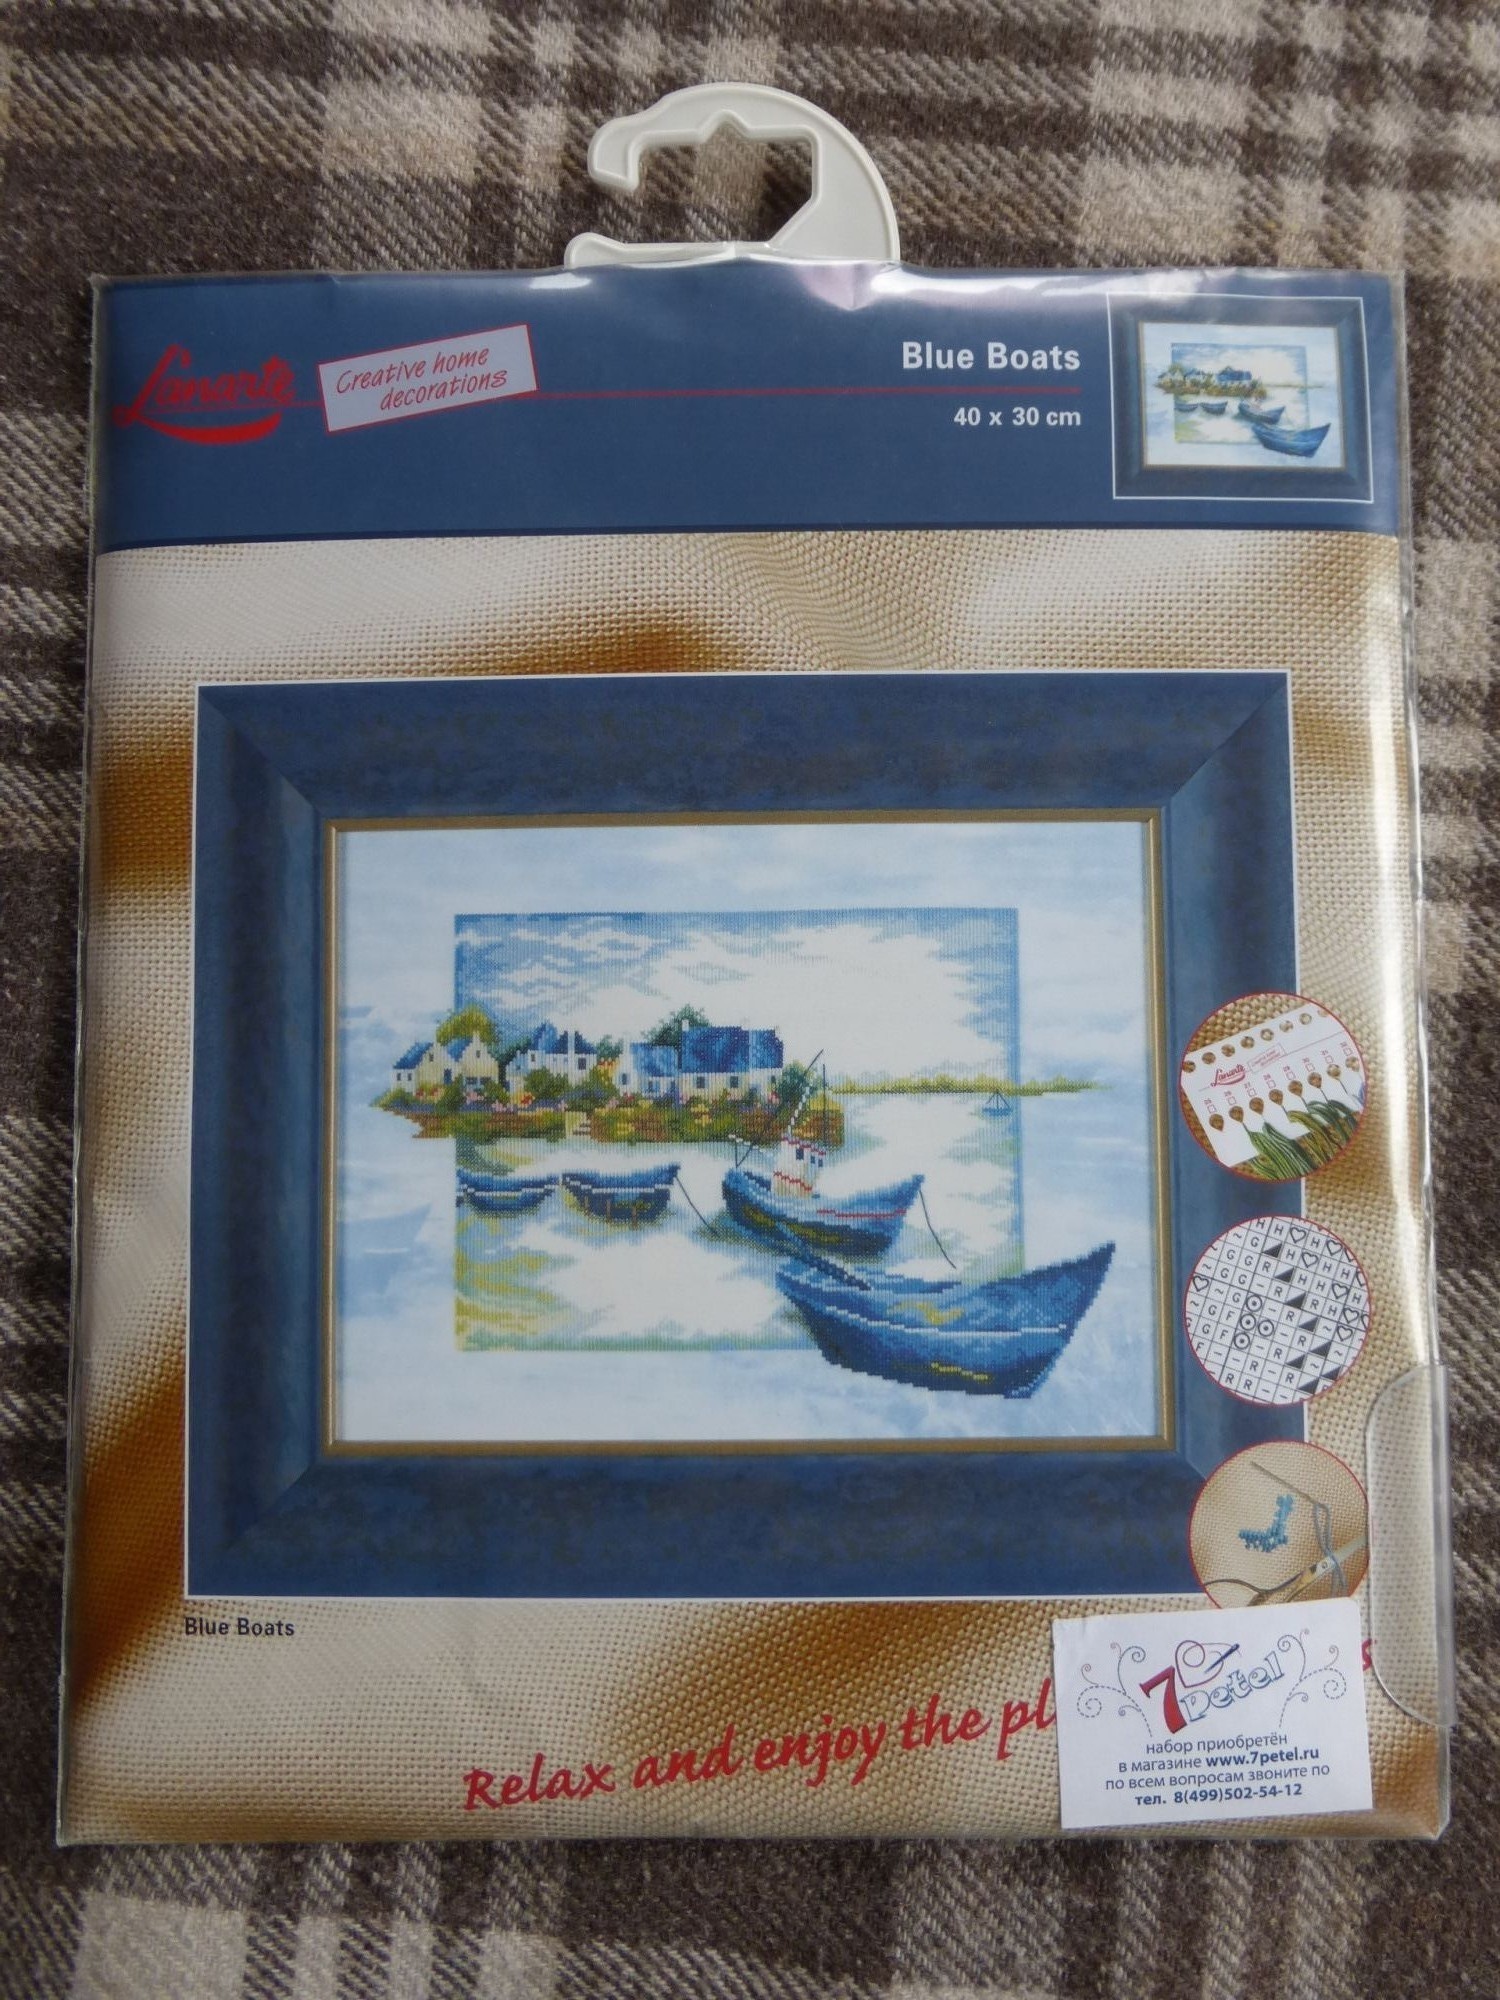 Lanarte
Creative home
decorations
Blue Boats
40 x 30 cm
Lanarte
Blue Boats
Relax and enjoy the pl
7Petel
набор приобретён
в магазине www.7petel.ru
по всем вопросам звоните по
тел. 8(499)502-54-12